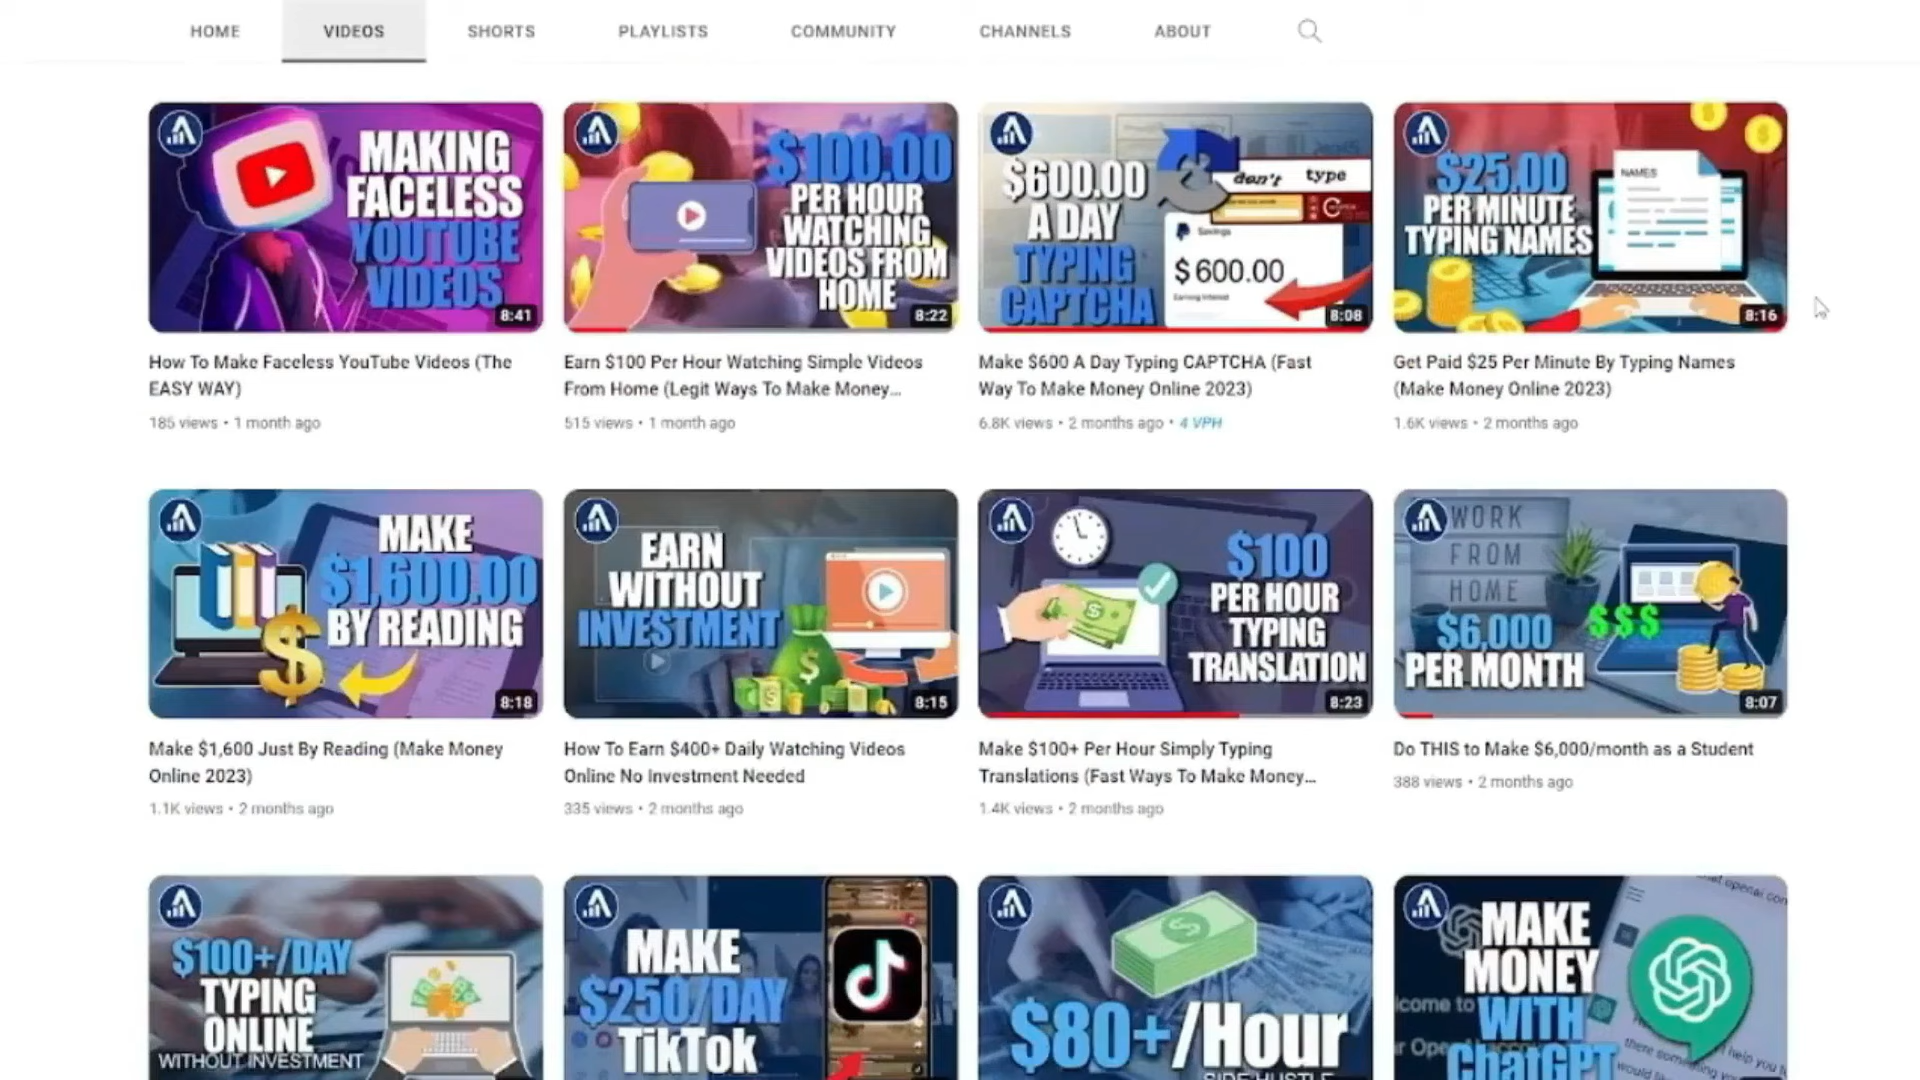 HOME
VIDEOS
SHORTS
PLAYLISTS
COMMUNITY
CHANNELS
ABOUT
MAKING
FACELESS
YOUTUBE
VIDEOS
8:41
$100.00
PER HOUR
WATCHING
VIDEOS FROM
HOME
8:22
$600.00
A DAY
TYPING
CAPTCHA
don't type
Savings
$600.00
Earning Interest
8:08
$25.00
PER MINUTE
TYPING NAMES
NAMES
8:16
How To Make Faceless YouTube Videos (The
EASY WAY)
185 views • 1 month ago
Earn $100 Per Hour Watching Simple Videos
From Home (Legit Ways To Make Money...
515 views • 1 month ago
Make $600 A Day Typing CAPTCHA (Fast
Way To Make Money Online 2023)
6.8K views • 2 months ago • 4 VPH
Get Paid $25 Per Minute By Typing Names
(Make Money Online 2023)
1.6K views • 2 months ago
MAKE
$1,600.00
BY READING
8:18
EARN
WITHOUT
INVESTMENT
8:15
$100
PER HOUR
TYPING
TRANSLATION
8:23
WORK
FROM
HOME
$6,000
PER MONTH
$$$
8:07
Make $1,600 Just By Reading (Make Money
Online 2023)
1.1K views • 2 months ago
How To Earn $400+ Daily Watching Videos
Online No Investment Needed
335 views • 2 months ago
Make $100+ Per Hour Simply Typing
Translations (Fast Ways To Make Money...
1.4K views • 2 months ago
Do THIS to Make $6,000/month as a Student
388 views • 2 months ago
$100+/DAY
TYPING
ONLINE
WITHOUT INVESTMENT
MAKE
$250/DAY
TikTok
$80+/Hour
SIDE HUSTLE
MAKE
MONEY
WITH
ChatGPT